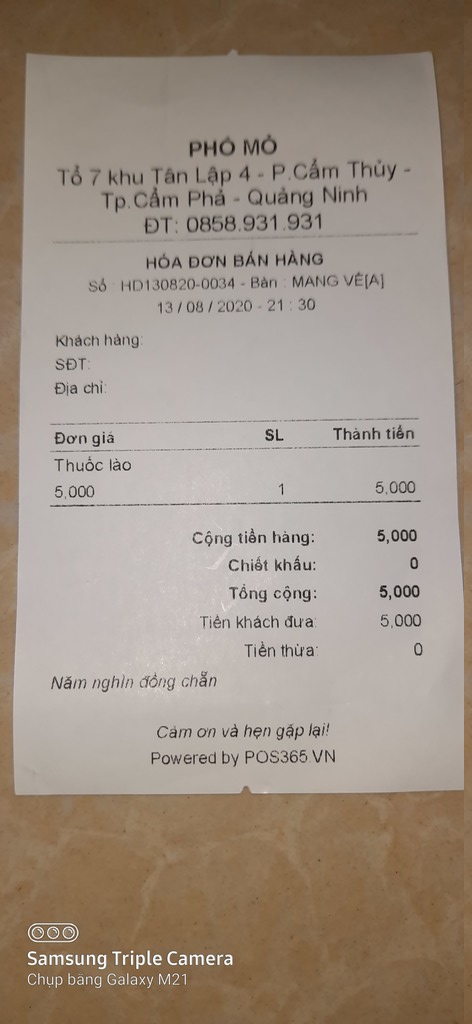 PHỐ MỎ
Tổ 7 khu Tân Lập 4 - P.Cẩm Thủy -
Tp.Cẩm Phả - Quảng Ninh
ĐT: 0858.931.931
HÓA ĐƠN BÁN HÀNG
Số : HD130820-0034 - Bàn : MANG VỀ[A]
13 / 08 / 2020 - 21 : 30
Khách hàng:
SĐT:
Địa chỉ:
Đơn giá SL Thành tiền
Thuốc lào
5,000 1 5,000
Cộng tiền hàng: 5,000
Chiết khấu: 0
Tổng cộng: 5,000
Tiền khách đưa: 5,000
Tiền thừa: 0
Năm nghìn đồng chẵn
Cảm ơn và hẹn gặp lại!
Powered by POS365.VN
Samsung Triple Camera
Chụp bằng Galaxy M21